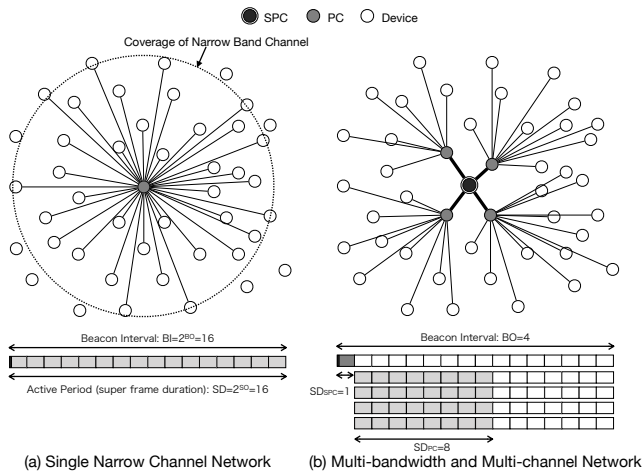 SPC PC Device
Coverage of Narrow Band Channel
Beacon Interval: BI=2BO=16
Active Period (super frame duration): SD=2SO=16
(a) Single Narrow Channel Network
Beacon Interval: BO=4
SDSPC=1
SDPC=8
(b) Multi-bandwidth and Multi-channel Network